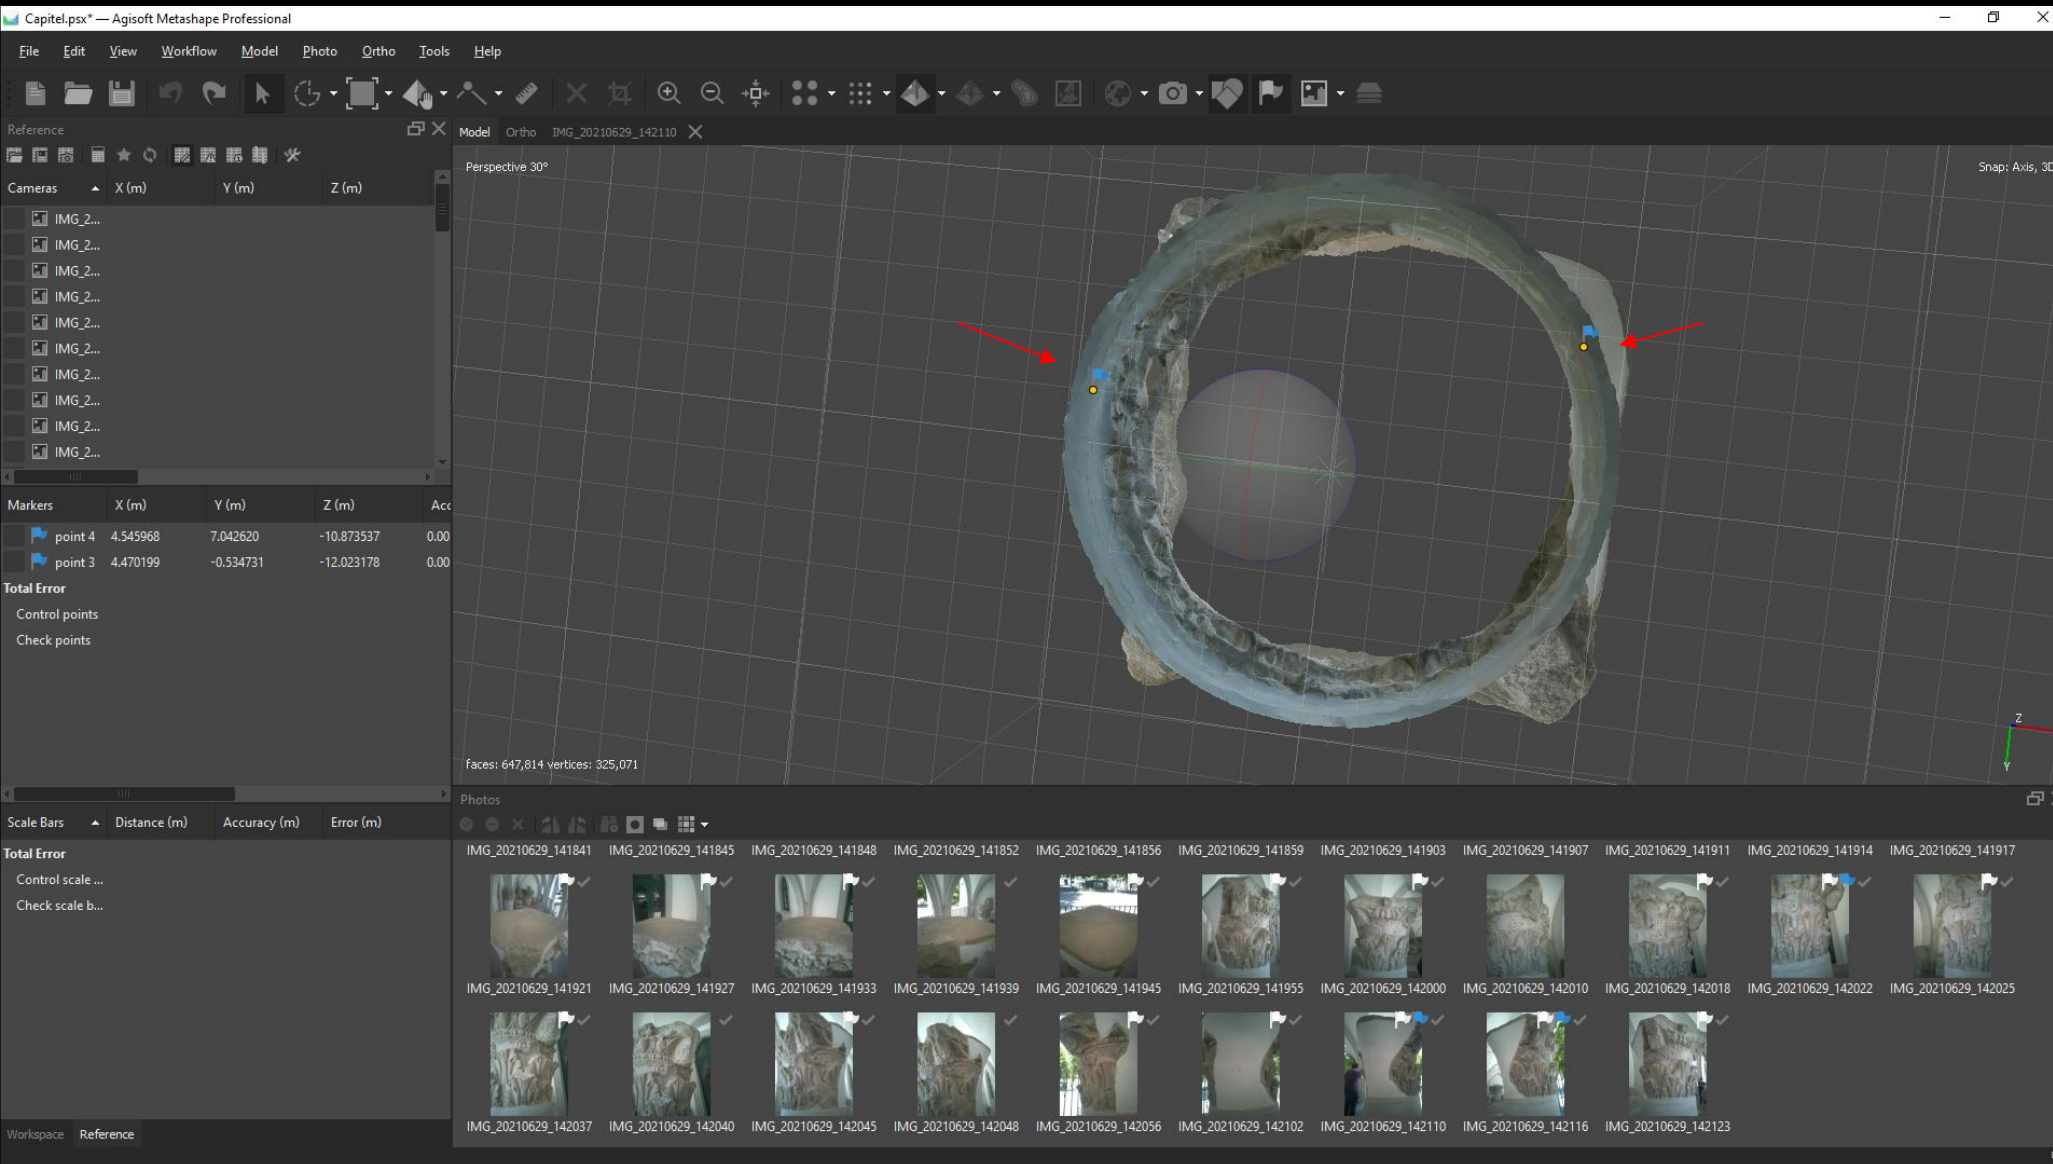 Capitel.psx* — Agisoft Metashape Professional
File Edit View Workflow Model Photo Ortho Tools Help
Reference
Cameras X (m) Y (m) Z (m)
IMG_2...
IMG_2...
IMG_2...
IMG_2...
IMG_2...
IMG_2...
IMG_2...
IMG_2...
IMG_2...
IMG_2...
Markers X (m) Y (m) Z (m) Acc
point 4 4.545968 7.042620 -10.873537 0.00
point 3 4.470199 -0.534731 -12.023178 0.00
Total Error
Control points
Check points
Scale Bars Distance (m) Accuracy (m) Error (m)
Total Error
Control scale ...
Check scale b...
Workspace Reference
Model Ortho IMG_20210629_142110
Perspective 30°
Snap: Axis, 3D
Z
Y
faces: 647,814 vertices: 325,071
Photos
IMG_20210629_141841 IMG_20210629_141845 IMG_20210629_141848 IMG_20210629_141852 IMG_20210629_141856 IMG_20210629_141859 IMG_20210629_141903 IMG_20210629_141907 IMG_20210629_141911 IMG_20210629_141914 IMG_20210629_141917
IMG_20210629_141921 IMG_20210629_141927 IMG_20210629_141933 IMG_20210629_141939 IMG_20210629_141945 IMG_20210629_141955 IMG_20210629_142000 IMG_20210629_142010 IMG_20210629_142018 IMG_20210629_142022 IMG_20210629_142025
IMG_20210629_142037 IMG_20210629_142040 IMG_20210629_142045 IMG_20210629_142048 IMG_20210629_142056 IMG_20210629_142102 IMG_20210629_142110 IMG_20210629_142116 IMG_20210629_142123